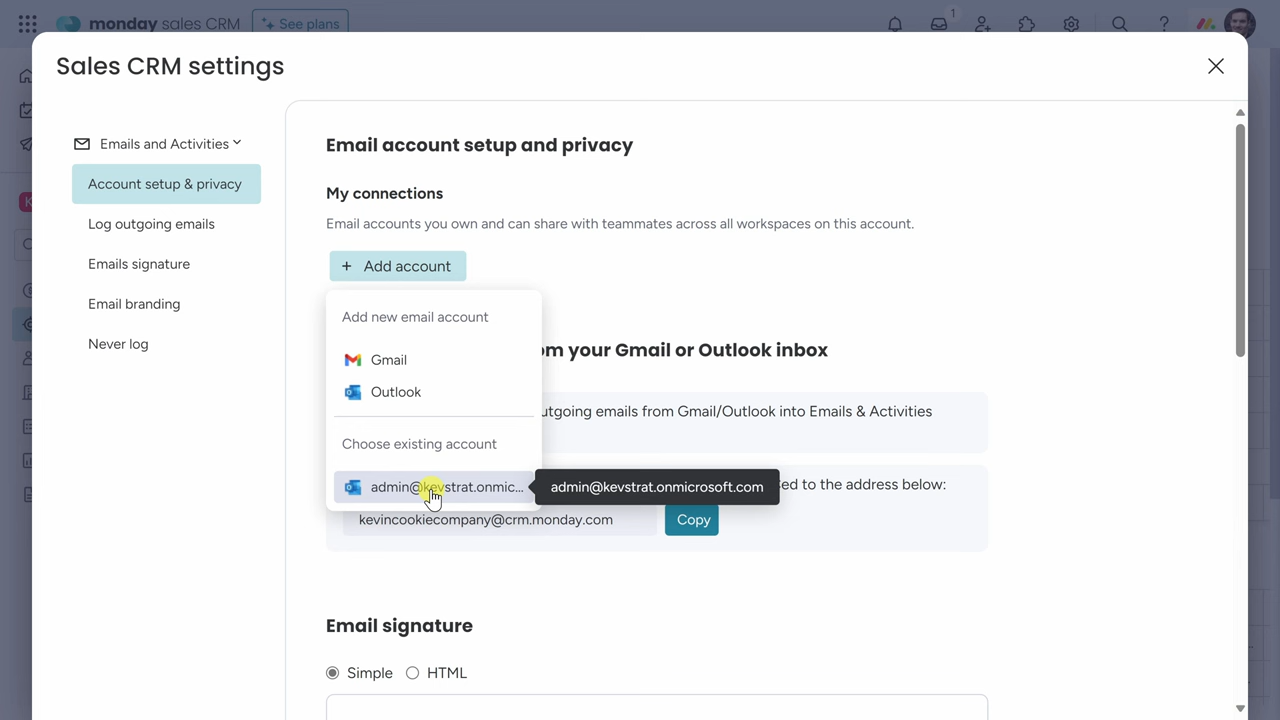 monday sales CRM
See plans
1
Sales CRM settings
Emails and Activities
Account setup & privacy
Log outgoing emails
Emails signature
Email branding
Never log
Email account setup and privacy
My connections
Email accounts you own and can share with teammates across all workspaces on this account.
+ Add account
Add new email account
Gmail
Outlook
Choose existing account
admin@kevstrat.onmic...
admin@kevstrat.onmicrosoft.com
your Gmail or Outlook inbox
emails from Gmail/Outlook into Emails & Activities
to the address below:
kevincookiecompany@crm.monday.com
Copy
Email signature
Simple
HTML